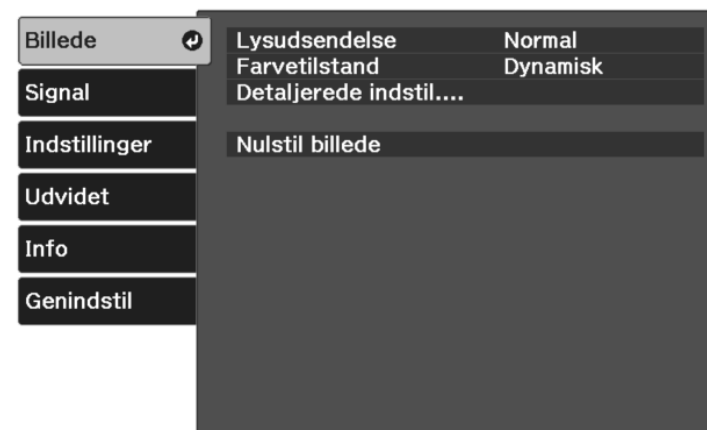 Billede
Signal
Indstillinger
Udvidet
Info
Genindstil
Lysudsendelse Normal
Farvetilstand Dynamisk
Detaljerede indstil....
Nulstil billede